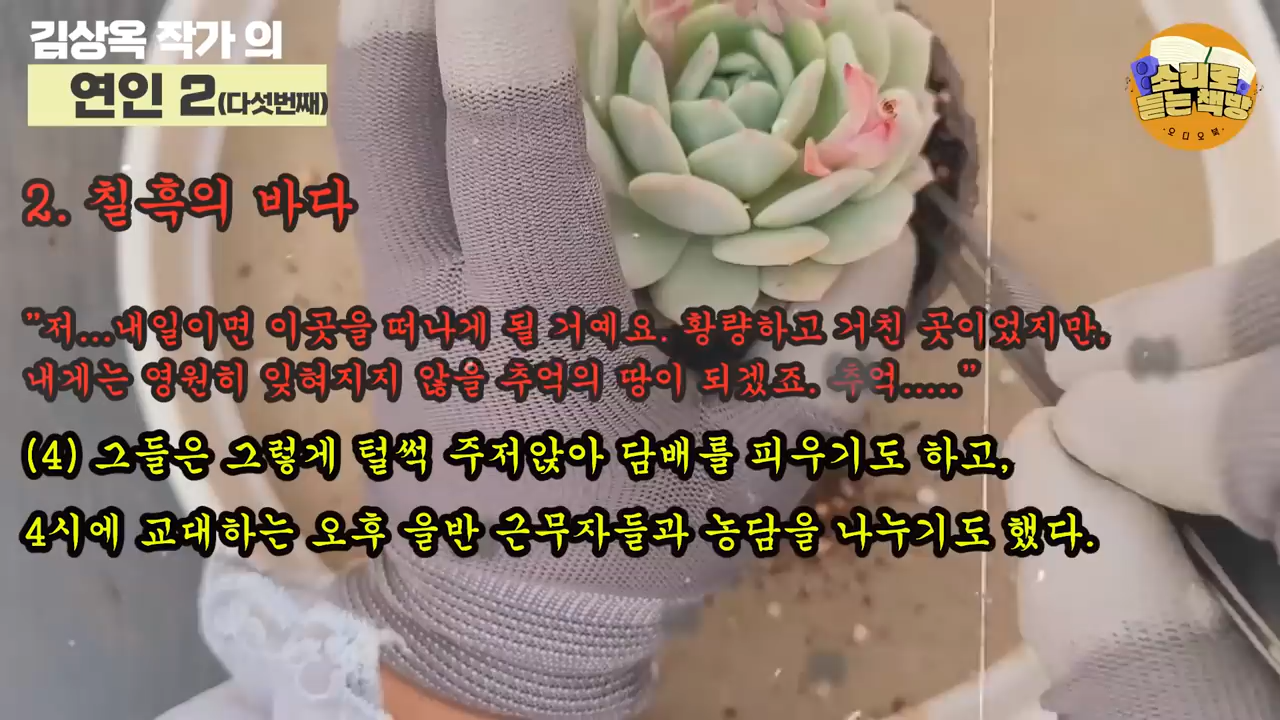 김상옥 작가 의
연인 2(다섯번째)
소리로
듣는 책방
·오디오북·
2. 칠흑의 바다
"저...내일이면 이곳을 떠나게 될 거예요. 황량하고 거친 곳이었지만,
내게는 영원히 잊혀지지 않을 추억의 땅이 되겠죠. 추억....."
(4) 그들은 그렇게 털썩 주저앉아 담배를 피우기도 하고,
4시에 교대하는 오후 을반 근무자들과 농담을 나누기도 했다.